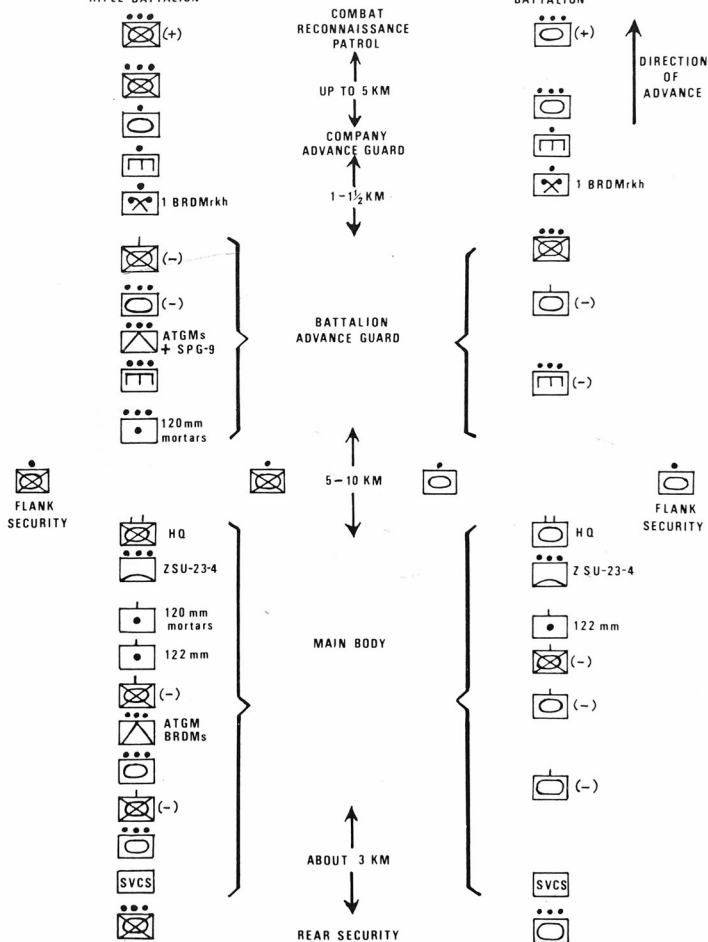 BATTALION
(+)
COMBAT
RECONNAISSANCE
PATROL
(+)
DIRECTION
OF
ADVANCE
UP TO 5 KM
COMPANY
ADVANCE GUARD
1 BRDMrkh
1-1½ KM
1 BRDMrkh
(-)
(-)
(-)
ATGMs
+ SPG-9
BATTALION
ADVANCE GUARD
(-)
120mm
mortars
FLANK
SECURITY
5-10 KM
FLANK
SECURITY
HQ
HQ
ZSU-23-4
ZSU-23-4
120 mm
mortars
122 mm
MAIN BODY
122 mm
(-)
(-)
(-)
ATGM
BRDMs
(-)
(-)
ABOUT 3 KM
SVCS
SVCS
REAR SECURITY